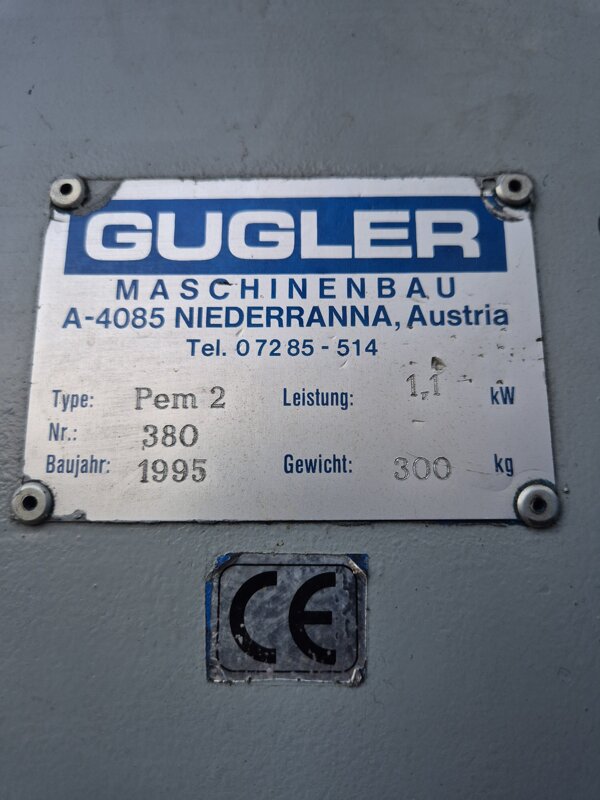 GUGLER
MASCHINENBAU
A-4085 NIEDERRANNA, Austria
Tel. 07285-514
Type: Pem 2 Leistung: 1,1 kW
Nr.: 380
Baujahr: 1995 Gewicht: 300 kg
CE